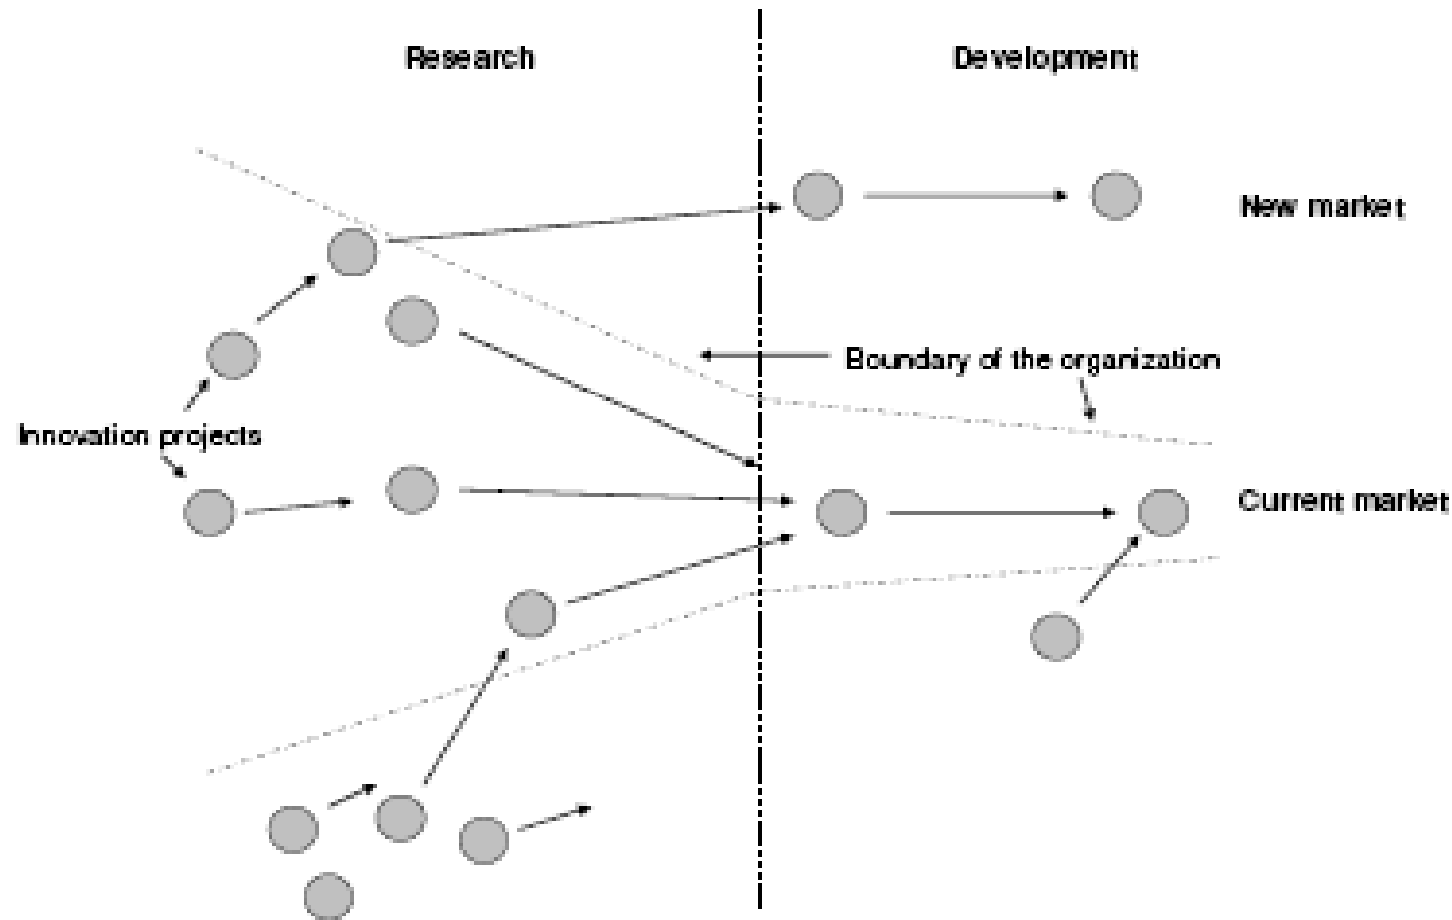 Research
Development
New market
Boundary of the organization
Innovation projects
Current market